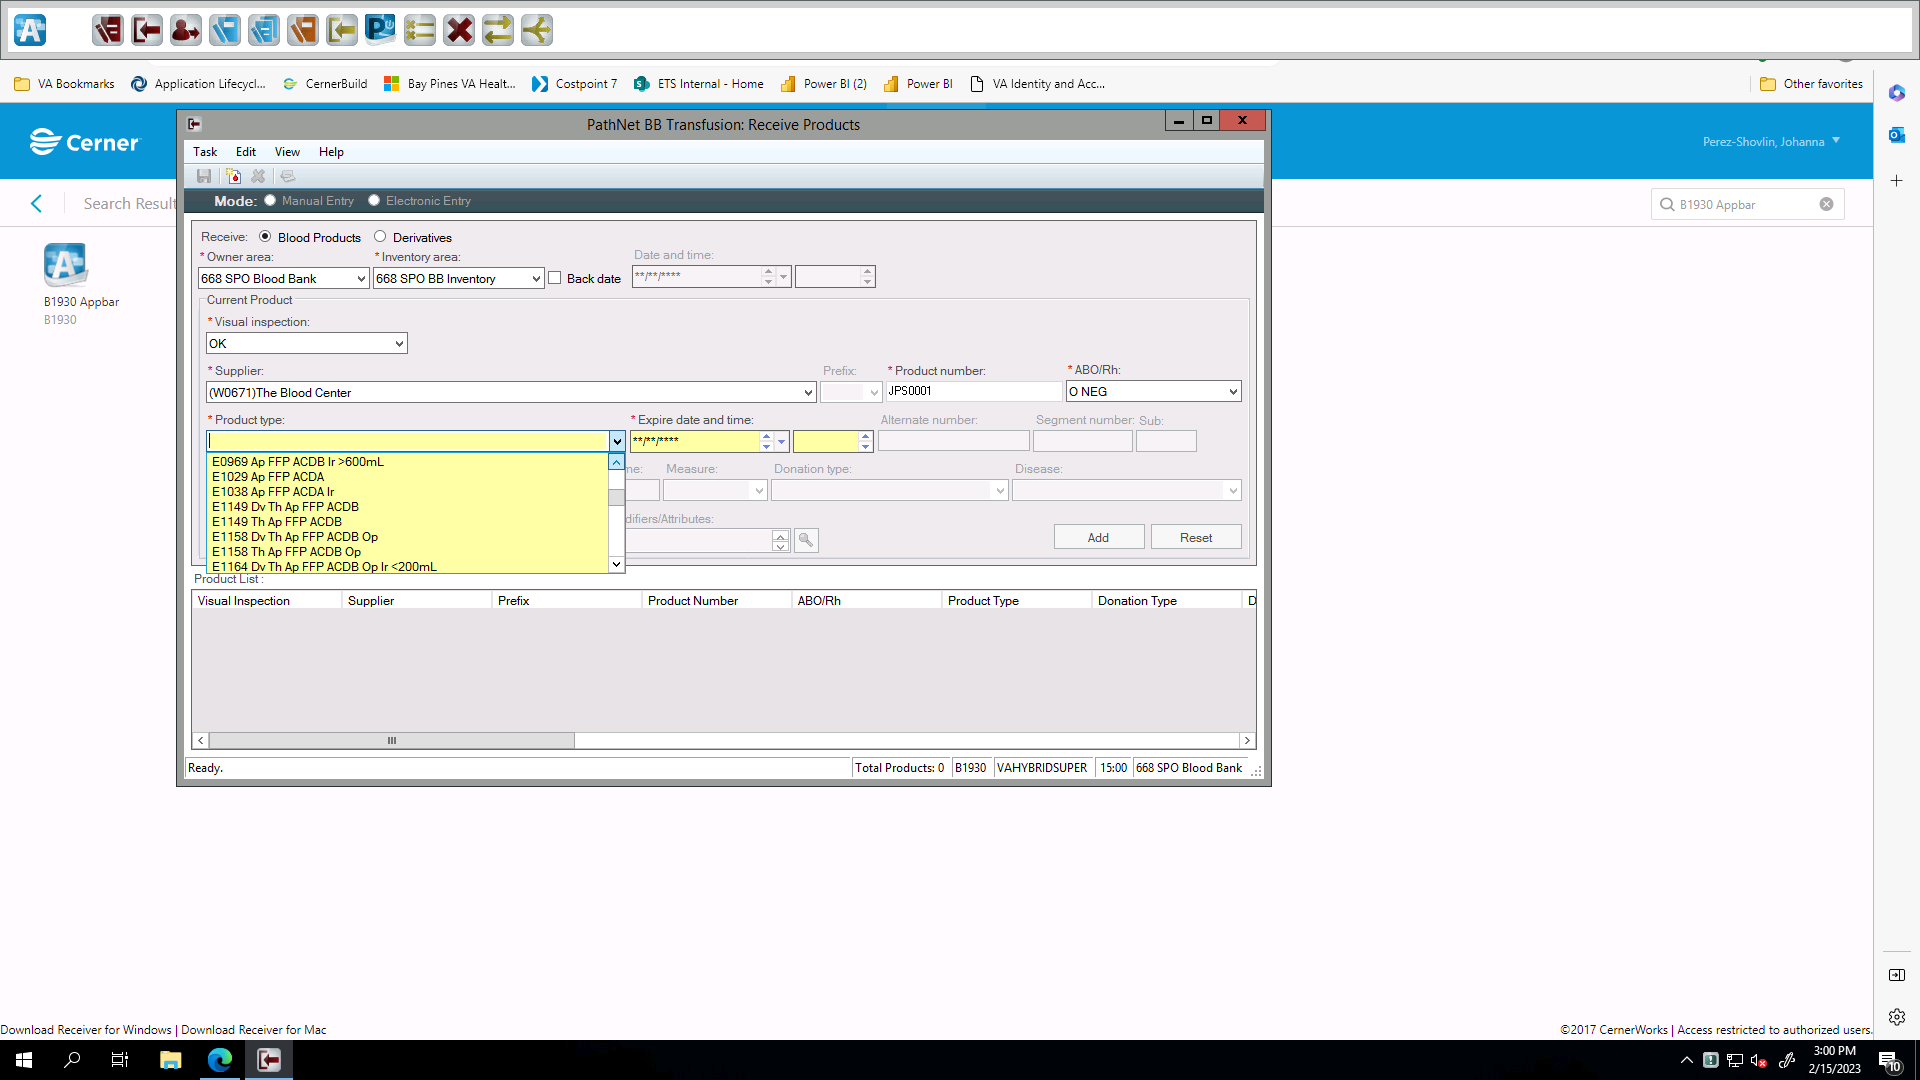 VA Bookmarks
Application Lifecycl...
CernerBuild
Bay Pines VA Healt...
Costpoint 7
ETS Internal - Home
Power BI (2)
Power BI
VA Identity and Acc...
Other favorites
Cerner
Perez-Shovlin, Johanna
Search Result
B1930 Appbar
B1930 Appbar
B1930
PathNet BB Transfusion: Receive Products
Task Edit View Help
Mode: Manual Entry Electronic Entry
Receive: Blood Products Derivatives
*Owner area: *Inventory area: Date and time:
668 SPO Blood Bank 668 SPO BB Inventory Back date **/**/****
Current Product
*Visual inspection:
OK
*Supplier: Prefix: *Product number: *ABO/Rh:
(W0671)The Blood Center JPS0001 O NEG
*Product type: *Expire date and time: Alternate number: Segment number: Sub:
**/**/****
E0969 Ap FFP ACDB Ir >600mL
E1029 Ap FFP ACDA
E1038 Ap FFP ACDA Ir
E1149 Dv Th Ap FFP ACDB
E1149 Th Ap FFP ACDB
E1158 Dv Th Ap FFP ACDB Op
E1158 Th Ap FFP ACDB Op
E1164 Dv Th Ap FFP ACDB Op Ir <200mL
me: Measure: Donation type: Disease:
difiers/Attributes:
Add Reset
Product List :
Visual Inspection Supplier Prefix Product Number ABO/Rh Product Type Donation Type D
Ready. Total Products: 0 B1930 VAHYBRIDSUPER 15:00 668 SPO Blood Bank
Download Receiver for Windows | Download Receiver for Mac
©2017 CernerWorks | Access restricted to authorized users.
3:00 PM
2/15/2023
10